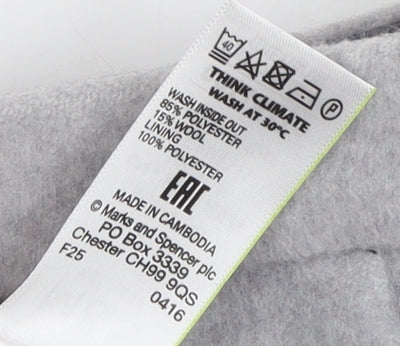 40
P
THINK CLIMATE
WASH AT 30°C
WASH INSIDE OUT
85% POLYESTER
15% WOOL
LINING
100% POLYESTER
EAC
MADE IN CAMBODIA
© Marks and Spencer plc
PO Box 3339
Chester CH99 9QS
F25
0416